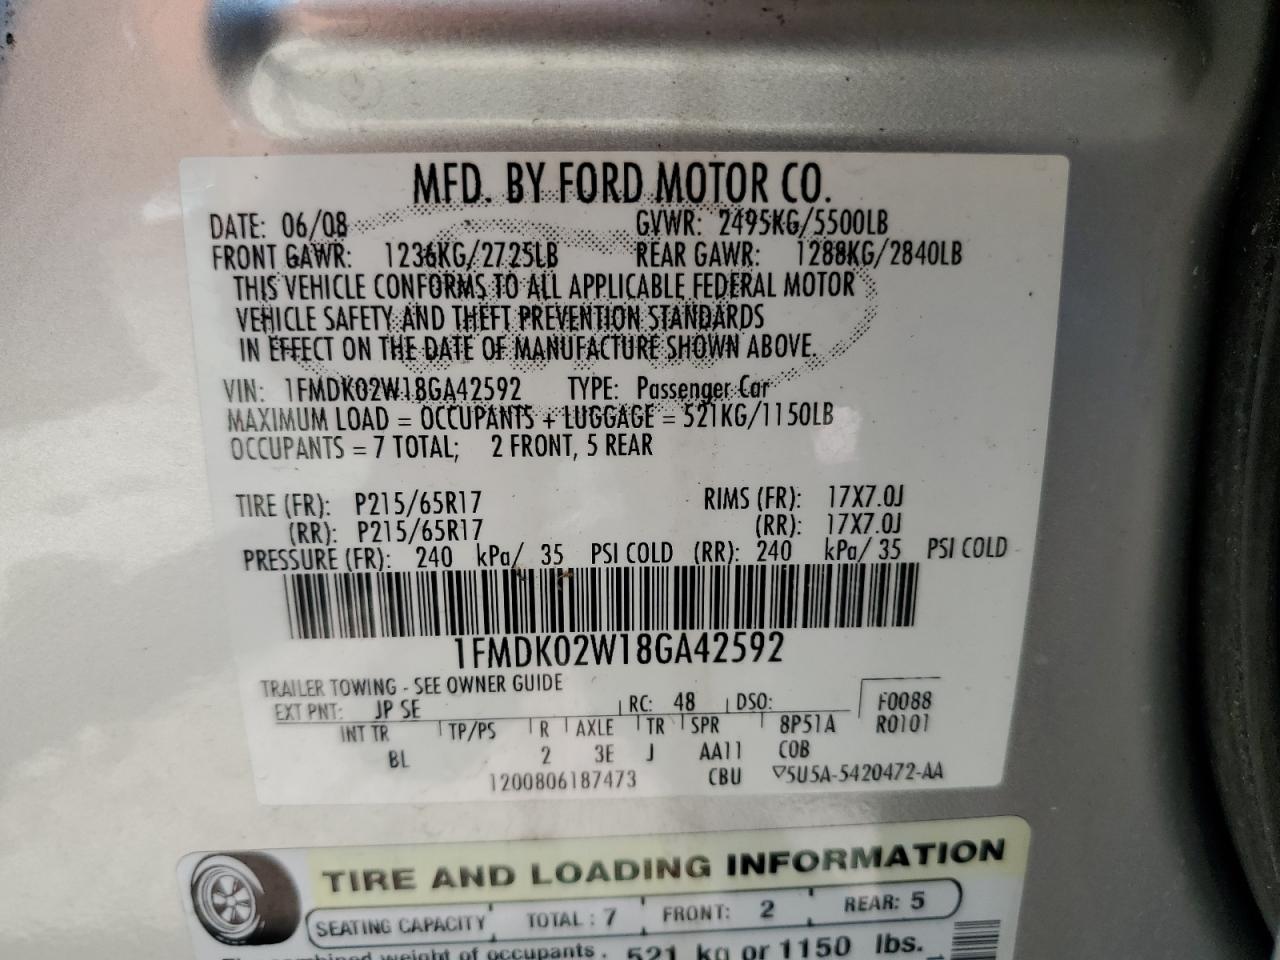 MFD. BY FORD MOTOR CO.
DATE: 06/08 GVWR: 2495KG/5500LB
FRONT GAWR: 1236KG/2725LB REAR GAWR: 1288KG/2840LB
THIS VEHICLE CONFORMS TO ALL APPLICABLE FEDERAL MOTOR
VEHICLE SAFETY AND THEFT PREVENTION STANDARDS
IN EFFECT ON THE DATE OF MANUFACTURE SHOWN ABOVE.
VIN: 1FMDK02W18GA42592 TYPE: Passenger Car
MAXIMUM LOAD = OCCUPANTS + LUGGAGE = 521KG/1150LB
OCCUPANTS = 7 TOTAL; 2 FRONT, 5 REAR
TIRE (FR): P215/65R17 RIMS (FR): 17X7.0J
(RR): P215/65R17 (RR): 17X7.0J
PRESSURE (FR): 240 kPa/ 35 PSI COLD (RR): 240 kPa/ 35 PSI COLD
1FMDK02W18GA42592
TRAILER TOWING - SEE OWNER GUIDE
EXT PNT: JP SE RC: 48 DSO: F0088
INT TR TP/PS R AXLE TR SPR 8P51A R0101
BL 2 3E J AA11 COB
1200806187473 CBU 5U5A-5420472-AA
TIRE AND LOADING INFORMATION
SEATING CAPACITY TOTAL : 7 FRONT: 2 REAR: 5
The combined weight of occupants 521 kg or 1150 lbs.